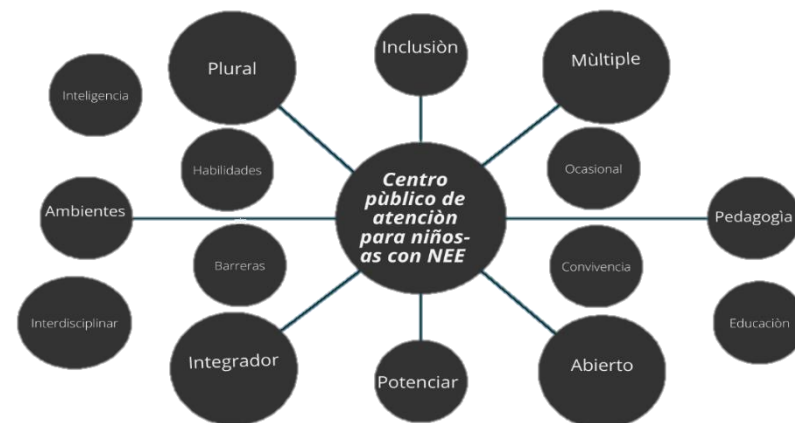 Inclusiòn
Plural
Mùltiple
Inteligencia
Habilidades
Ocasional
Centro
pùblico de
atenciòn
para niños-
as con NEE
Ambientes
Pedagogìa
Barreras
Convivencia
Interdisciplinar
Educaciòn
Integrador
Potenciar
Abierto